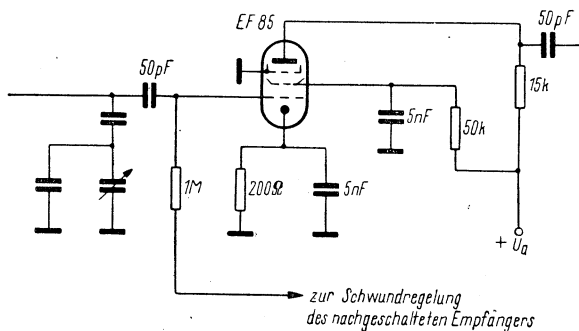 EF 85
50pF
50pF
15k
5nF
50k
1M
200Ω
5nF
+ Ua
zur Schwundregelung
des nachgeschalteten Empfängers